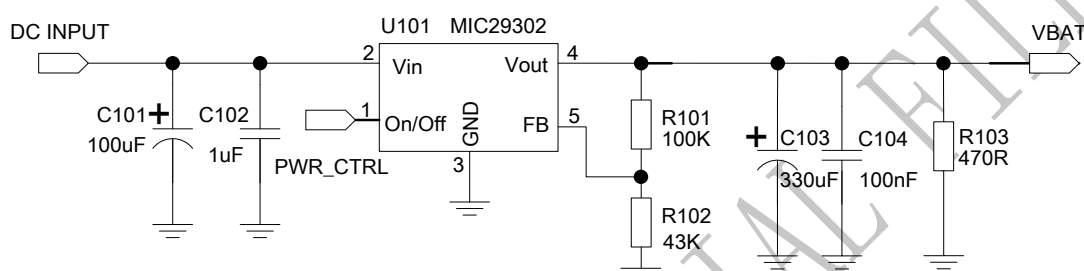 DC INPUT
U101 MIC29302
VBAT
2
Vin
Vout
4
C101
100uF
+
C102
1uF
1
On/Off
PWR_CTRL
GND
3
FB
5
R101
100K
R102
43K
+
C103
330uF
C104
100nF
R103
470R